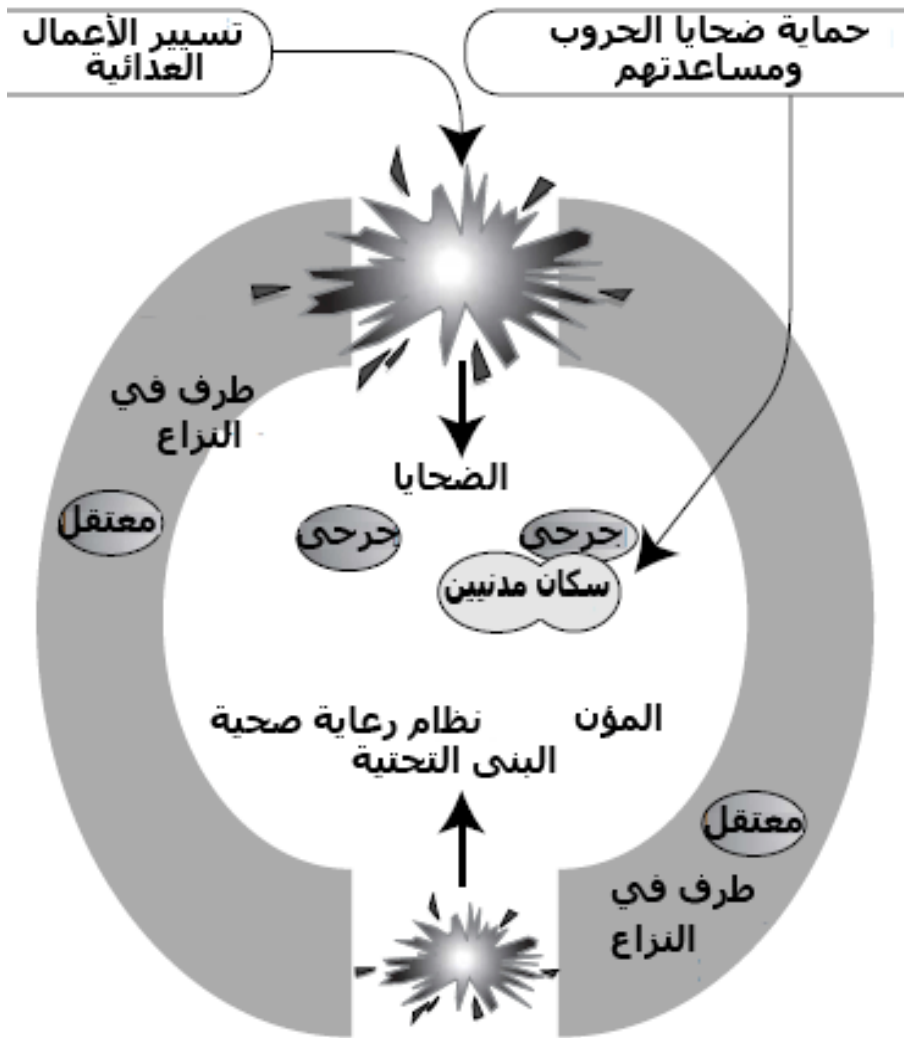 حماية ضحايا الحروب
ومساعدتهم
تسيير الأعمال
العدائية
طرف في
النزاع
الضحايا
معتقل
جرحى
جرحى
سكان مدنيين
المؤن
نظام رعاية صحية
البنى التحتية
معتقل
طرف في
النزاع